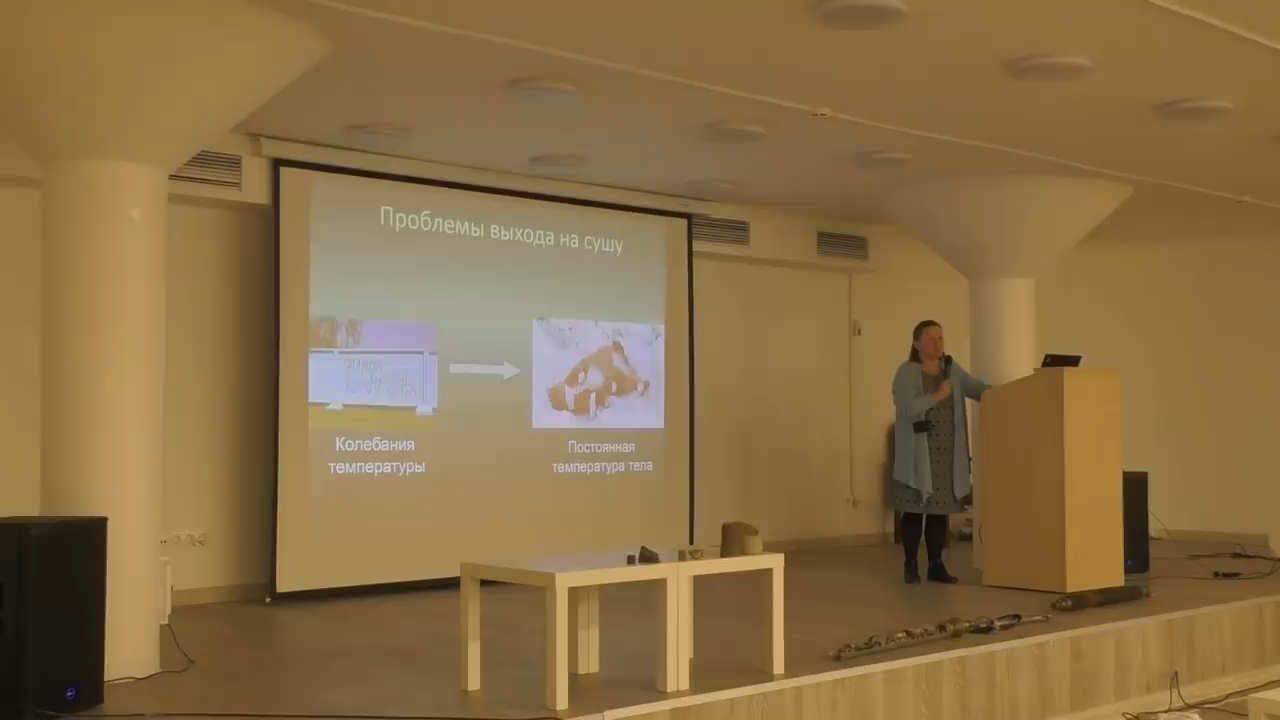 Проблемы выхода на сушу
Колебания
температуры
Постоянная
температура тела